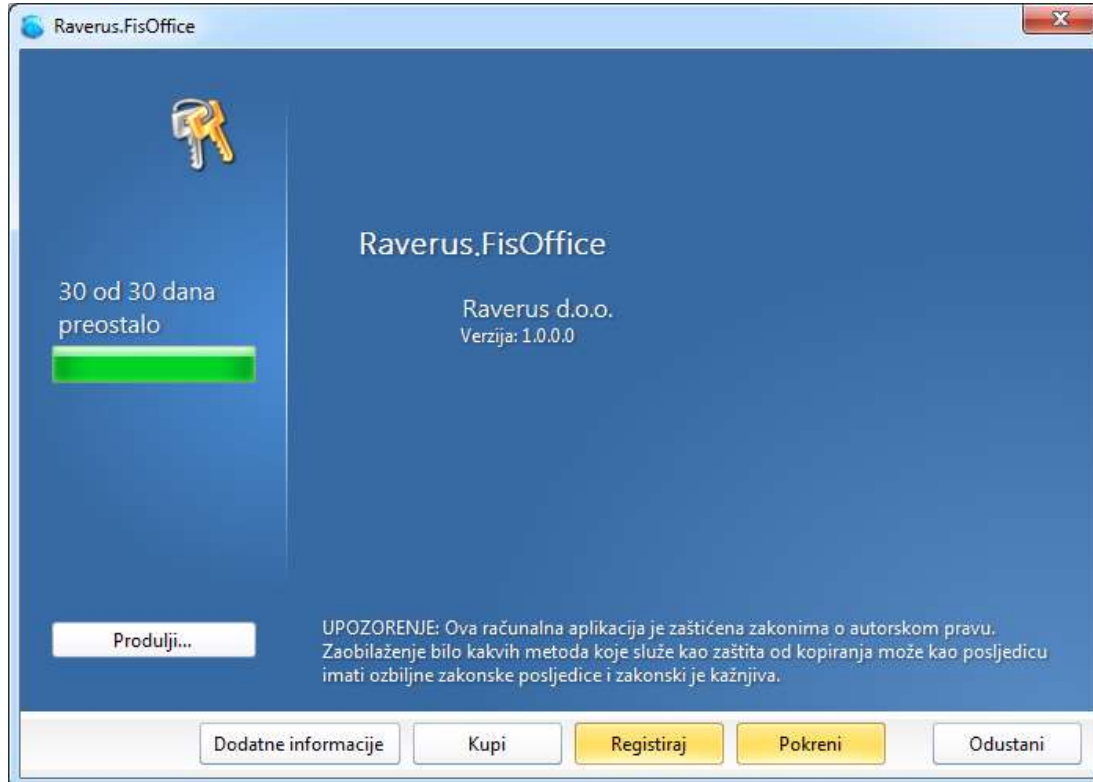 Raverus.FisOffice
Raverus.FisOffice
30 od 30 dana
preostalo
Raverus d.o.o.
Verzija: 1.0.0.0
Produlji...
UPOZORENJE: Ova računalna aplikacija je zaštićena zakonima o autorskom pravu.
Zaobilaženje bilo kakvih metoda koje služe kao zaštita od kopiranja može kao posljedicu
imati ozbiljne zakonske posljedice i zakonski je kažnjiva.
Dodatne informacije
Kupi
Registiraj
Pokreni
Odustani